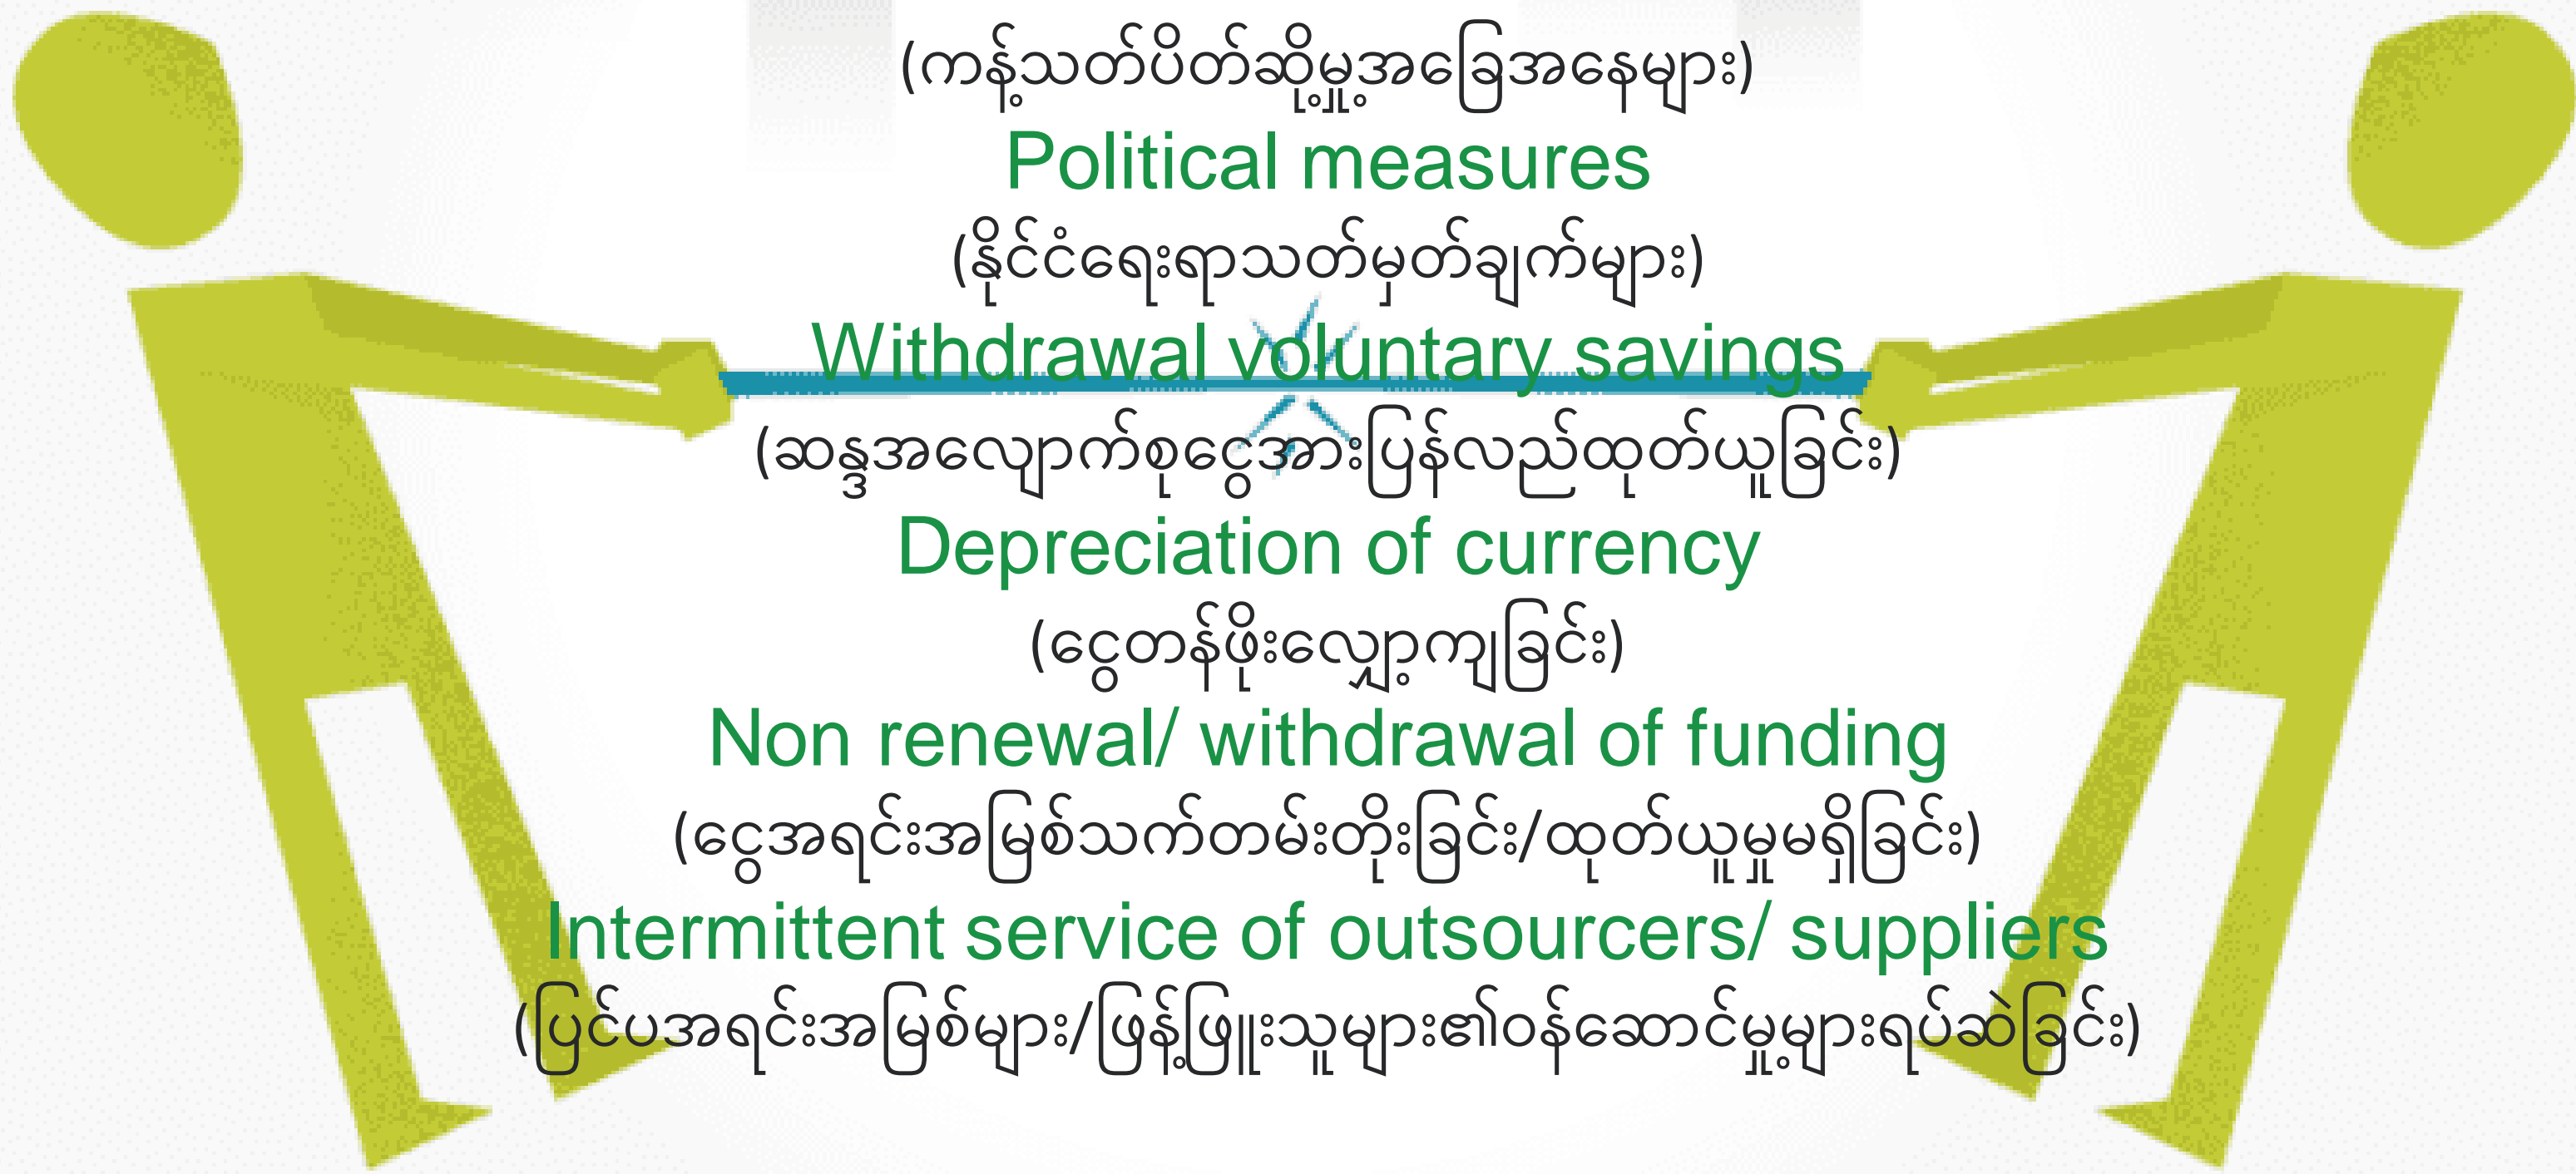 (ကန့်သတ်ပိတ်ဆို့မှု့အခြေအနေများ)
Political measures
(နိုင်ငံရေးရာသတ်မှတ်ချက်များ)
Withdrawal voluntary savings
(ဆန္ဒအလျောက်စုငွေအားပြန်လည်ထုတ်ယူခြင်း)
Depreciation of currency
(ငွေတန်ဖိုးလျှော့ကျခြင်း)
Non renewal/ withdrawal of funding
(ငွေအရင်းအမြစ်သက်တမ်းတိုးခြင်း/ထုတ်ယူမှုမရှိခြင်း)
Intermittent service of outsourcers/ suppliers
(ပြင်ပအရင်းအမြစ်များ/ဖြန့်ဖြူးသူများ၏ဝန်ဆောင်မှု့များရပ်ဆဲခြင်း)